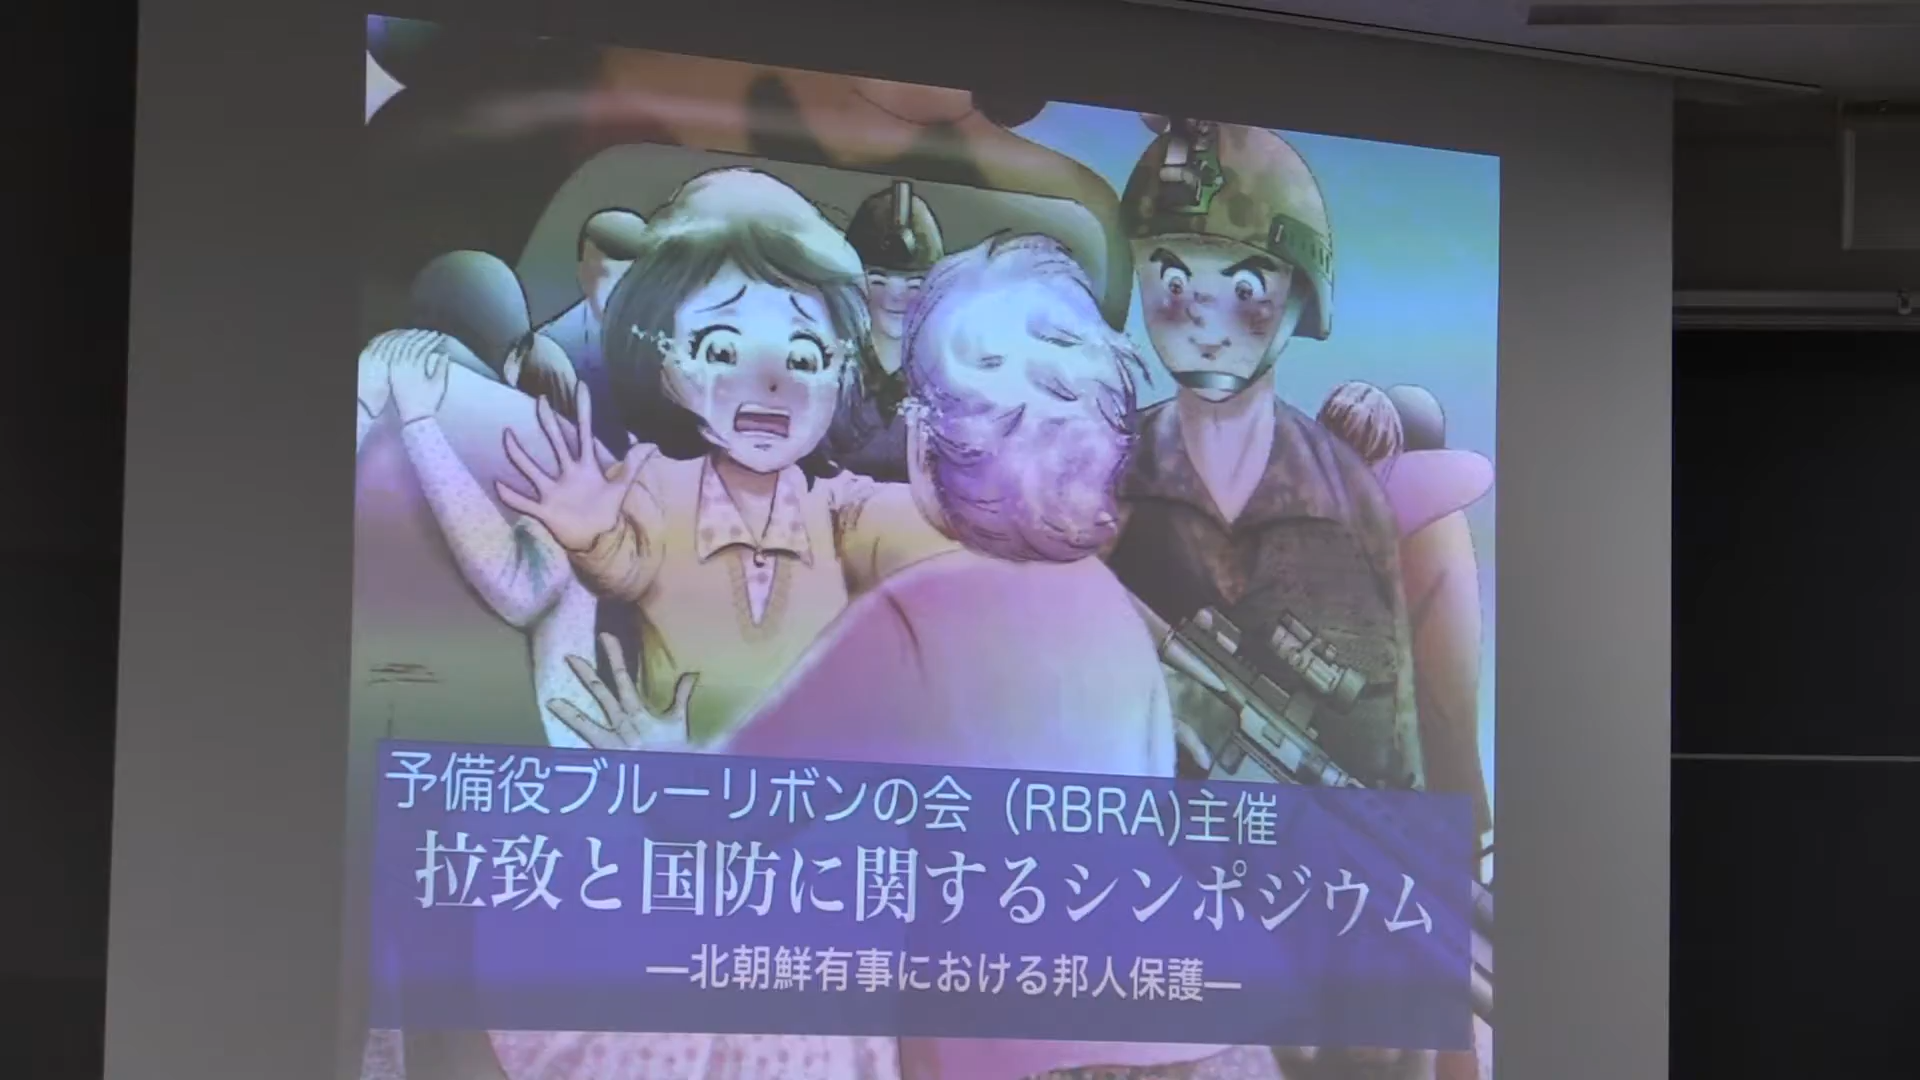 予備役ブルーリボンの会（RBRA)主催
拉致と国防に関するシンポジウム
―北朝鮮有事における邦人保護―